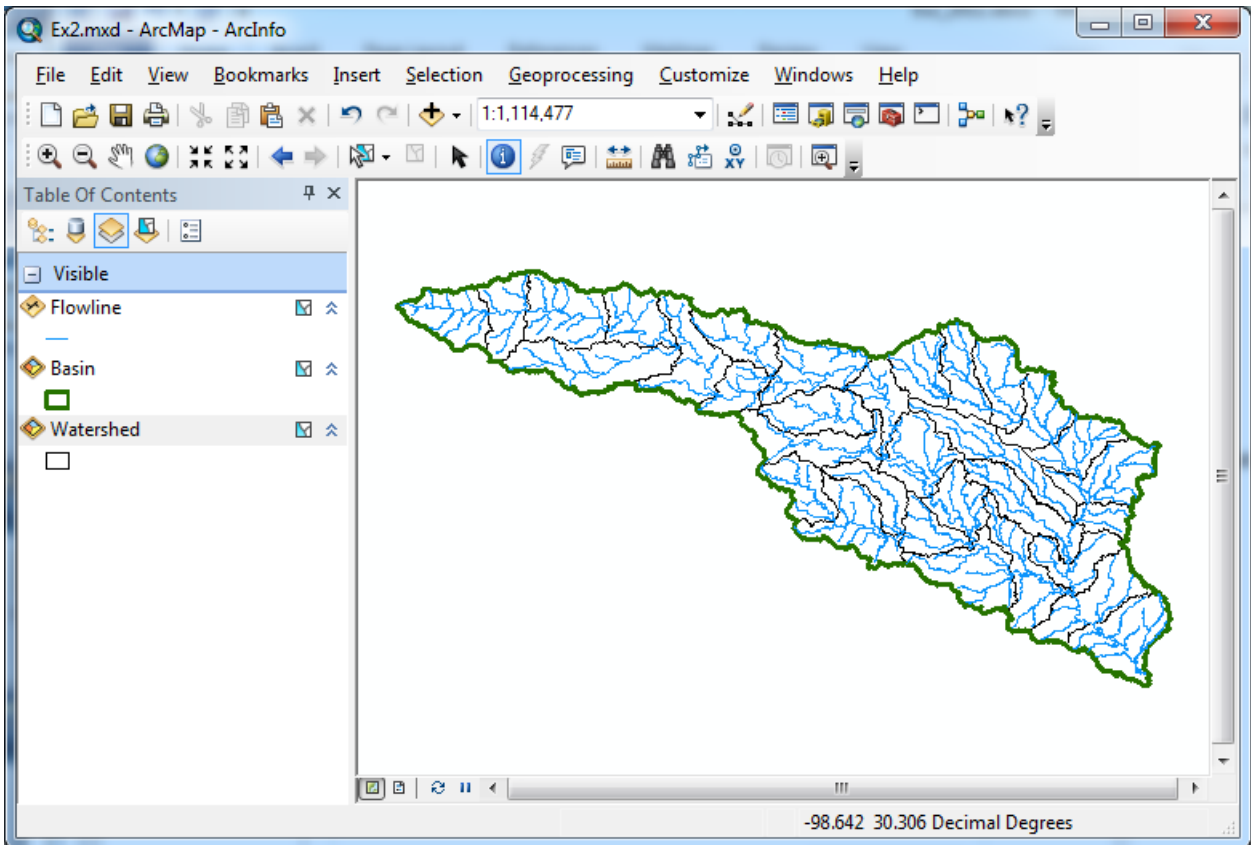 Ex2.mxd - ArcMap - ArcInfo
File Edit View Bookmarks Insert Selection Geoprocessing Customize Windows Help
1:1,114,477
XY
Table Of Contents
Visible
Flowline
Basin
Watershed
-98.642 30.306 Decimal Degrees